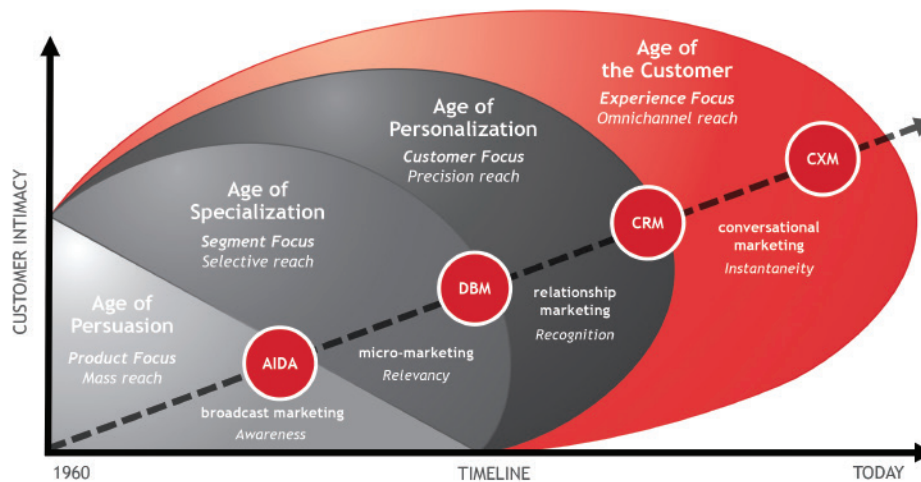 CUSTOMER INTIMACY
Age of
Persuasion
Product Focus
Mass reach
AIDA
broadcast marketing
Awareness
Age of
Specialization
Segment Focus
Selective reach
DBM
micro-marketing
Relevancy
Age of
Personalization
Customer Focus
Precision reach
CRM
relationship
marketing
Recognition
Age of
the Customer
Experience Focus
Omnichannel reach
CXM
conversational
marketing
Instantaneity
1960
TIMELINE
TODAY